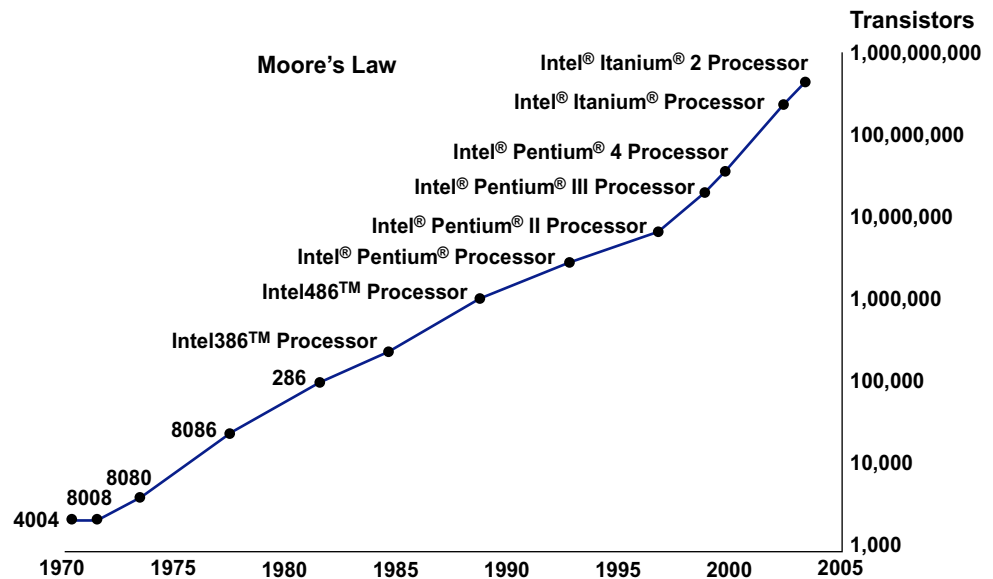 Transistors
1,000,000,000
Moore's Law
Intel® Itanium® 2 Processor
Intel® Itanium® Processor
100,000,000
Intel® Pentium® 4 Processor
Intel® Pentium® III Processor
10,000,000
Intel® Pentium® II Processor
Intel® Pentium® Processor
Intel486™ Processor
1,000,000
Intel386™ Processor
286
100,000
8086
10,000
8080
8008
4004
1,000
1970 1975 1980 1985 1990 1995 2000 2005